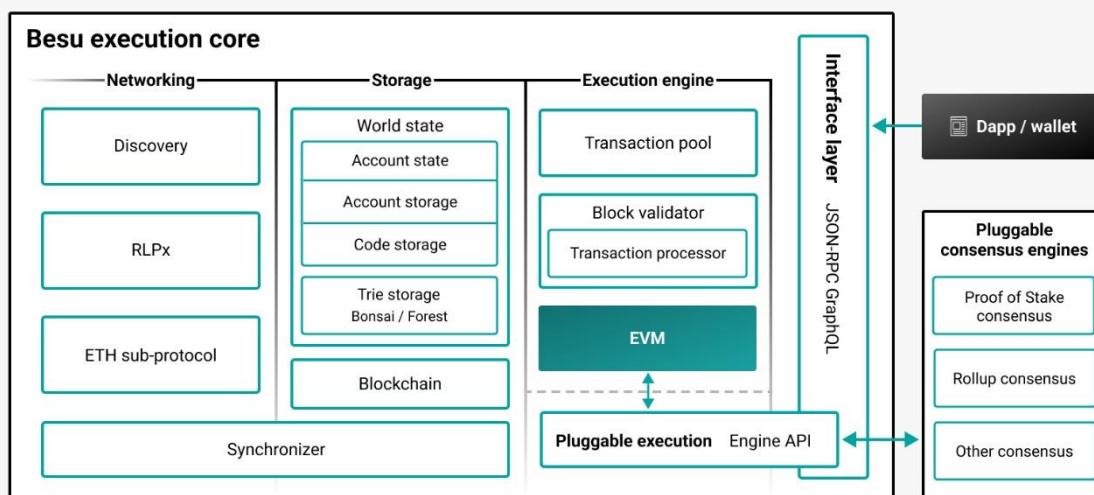 Besu execution core
Networking
Discovery
RLPx
ETH sub-protocol
Storage
World state
Account state
Account storage
Code storage
Trie storage
Bonsai / Forest
Blockchain
Synchronizer
Execution engine
Transaction pool
Block validator
Transaction processor
EVM
Pluggable execution Engine API
Interface layer JSON-RPC GraphQL
Dapp / wallet
Pluggable
consensus engines
Proof of Stake
consensus
Rollup consensus
Other consensus